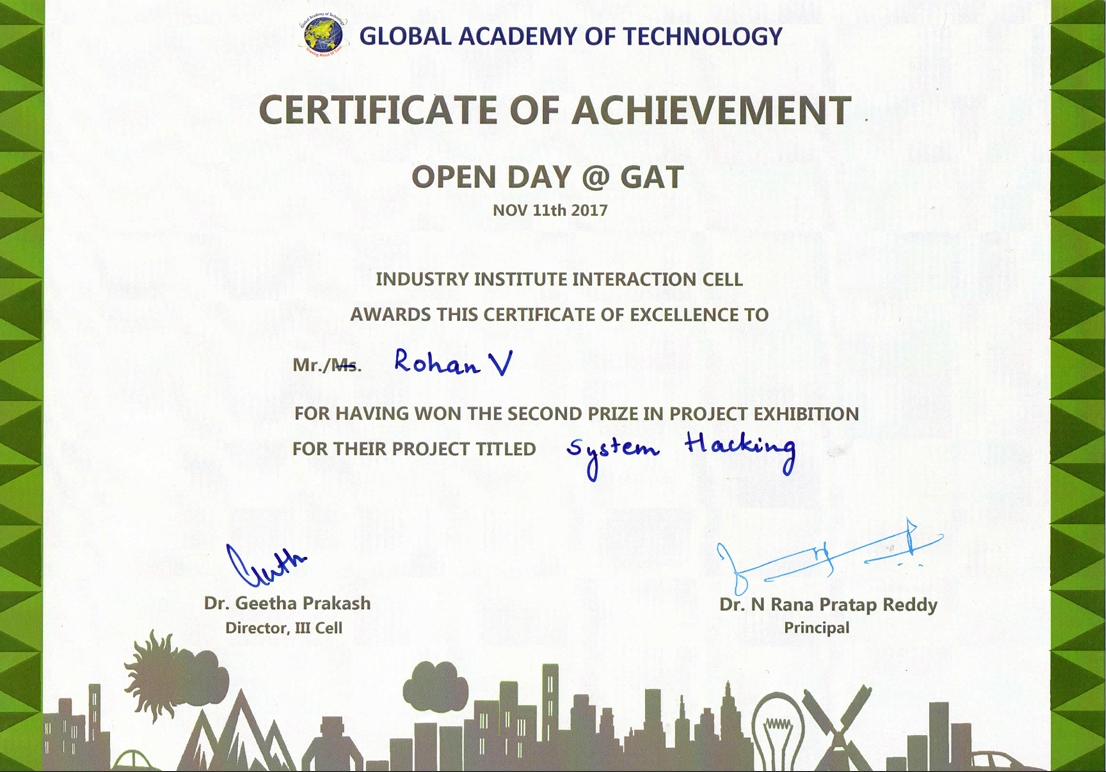 GLOBAL ACADEMY OF TECHNOLOGY
CERTIFICATE OF ACHIEVEMENT
OPEN DAY @ GAT
NOV 11th 2017
INDUSTRY INSTITUTE INTERACTION CELL
AWARDS THIS CERTIFICATE OF EXCELLENCE TO
Mr./Ms. Rohan V
FOR HAVING WON THE SECOND PRIZE IN PROJECT EXHIBITION
FOR THEIR PROJECT TITLED System Hacking
Dr. Geetha Prakash
Director, III Cell
Dr. N Rana Pratap Reddy
Principal